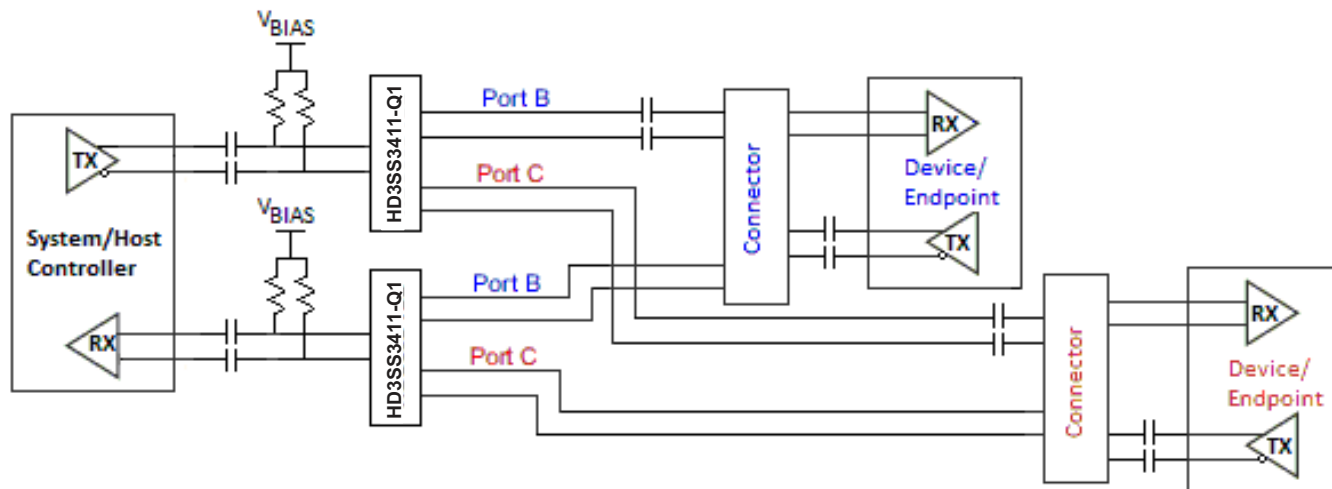 VBIAS
HD3SS3411-Q1
Port B
Port C
TX
System/Host
Controller
RX
VBIAS
HD3SS3411-Q1
Port B
Port C
Connector
RX
Device/
Endpoint
TX
Connector
RX
Device/
Endpoint
TX